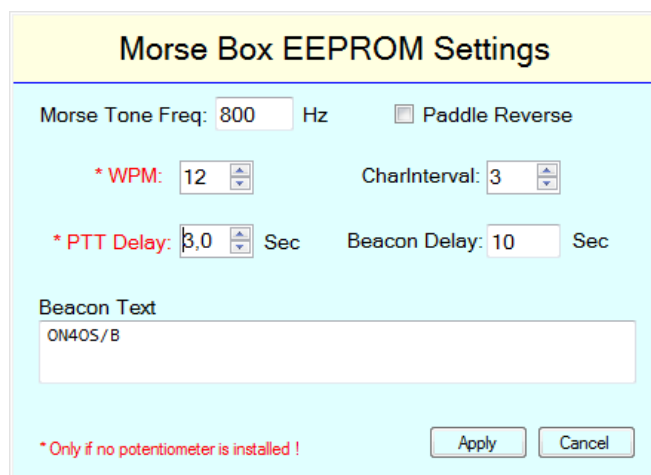 Morse Box EEPROM Settings
Morse Tone Freq: 800 Hz Paddle Reverse
* WPM: 12 CharInterval: 3
* PTT Delay: 3,0 Sec Beacon Delay: 10 Sec
Beacon Text
ON4OS/B
* Only if no potentiometer is installed ! Apply Cancel